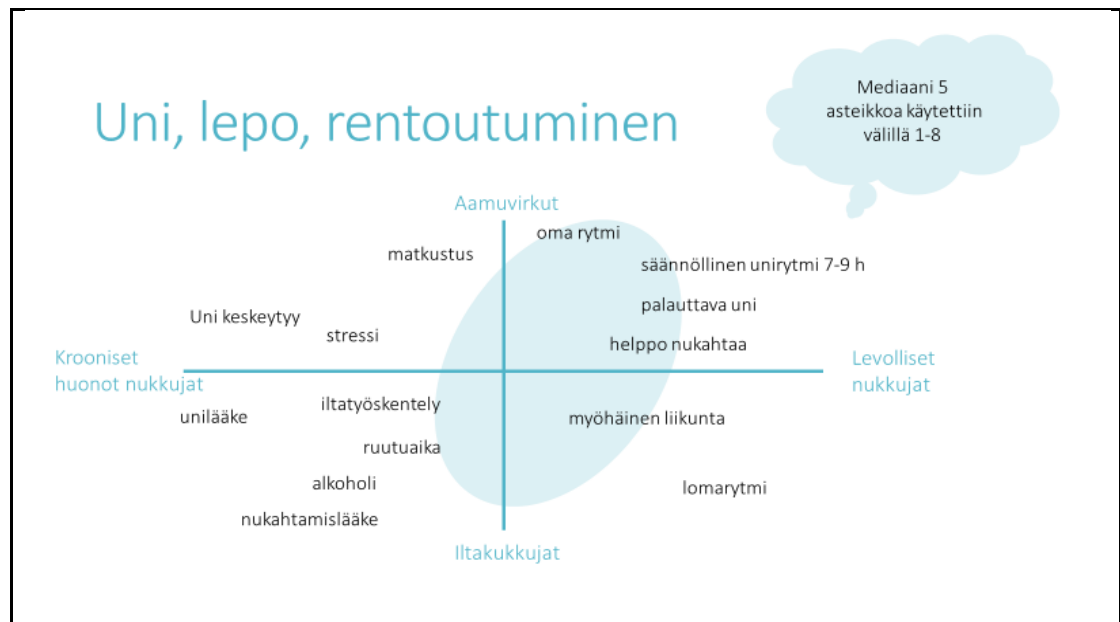 Uni, lepo, rentoutuminen
Mediaani 5
asteikkoa käytettiin
välillä 1-8
Aamuvirkut
oma rytmi
matkustus
säännöllinen unirytmi 7-9 h
palauttava uni
Uni keskeytyy
stressi
helppo nukahtaa
Krooniset
huonot nukkujat
Levolliset
nukkujat
iltatyöskentely
unilääke
myöhäinen liikunta
ruutuaika
alkoholi
lomarytmi
nukahtamislääke
Iltakukkujat